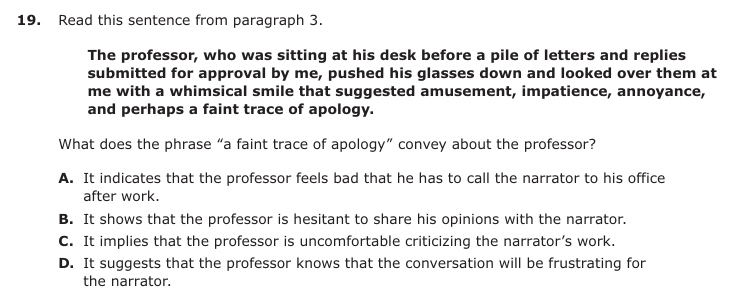 19. Read this sentence from paragraph 3.
The professor, who was sitting at his desk before a pile of letters and replies
submitted for approval by me, pushed his glasses down and looked over them at
me with a whimsical smile that suggested amusement, impatience, annoyance,
and perhaps a faint trace of apology.
What does the phrase “a faint trace of apology” convey about the professor?
A. It indicates that the professor feels bad that he has to call the narrator to his office
after work.
B. It shows that the professor is hesitant to share his opinions with the narrator.
C. It implies that the professor is uncomfortable criticizing the narrator’s work.
D. It suggests that the professor knows that the conversation will be frustrating for
the narrator.